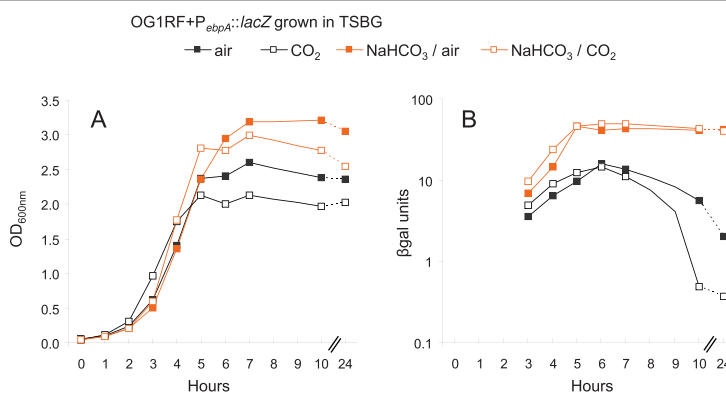 OG1RF+PebpA::lacZ grown in TSBG
air CO2 NaHCO3 / air NaHCO3 / CO2
A
3.5
3.0
2.5
2.0
1.5
1.0
0.5
0.0
OD600nm
0 1 2 3 4 5 6 7 10 24
Hours
B
100
10
1
0.1
βgal units
0 1 2 3 4 5 6 7 8 9 10 24
Hours